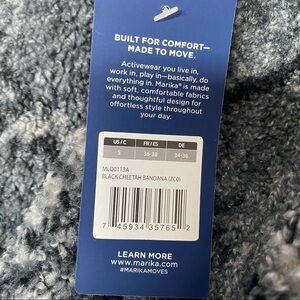 BUILT FOR COMFORT—
MADE TO MOVE.
Activewear you live in,
work in, play in—basically, do
everything in. Marika® is made
with soft, comfortable fabrics
and thoughtful design for
effortless style throughout
your day.
US/C FR/ES DE
S 36-38 34-36
MLQ0113A
BLACK CHEETAH BANDANA (ZC0)
7 45934 35765 2
LEARN MORE
www.marika.com
#MARIKAMOVES